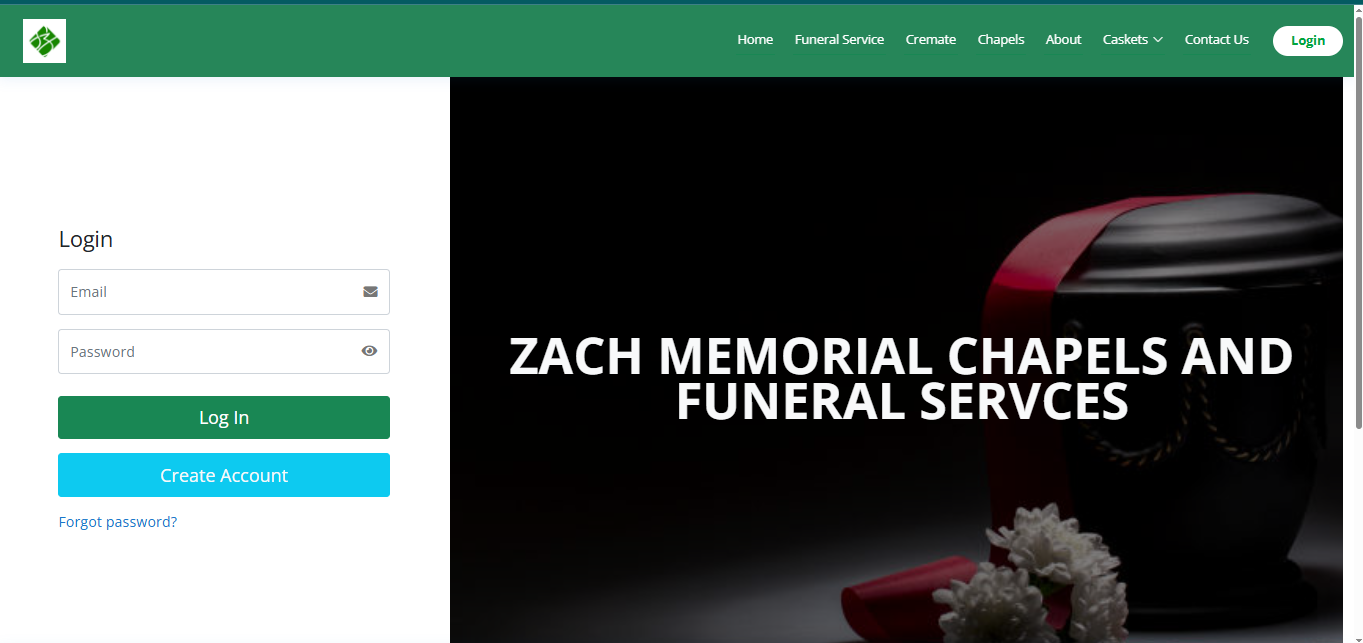 Home Funeral Service Cremate Chapels About Caskets Contact Us Login
Login
Email
Password
Log In
Create Account
Forgot password?
ZACH MEMORIAL CHAPELS AND
FUNERAL SERVCES